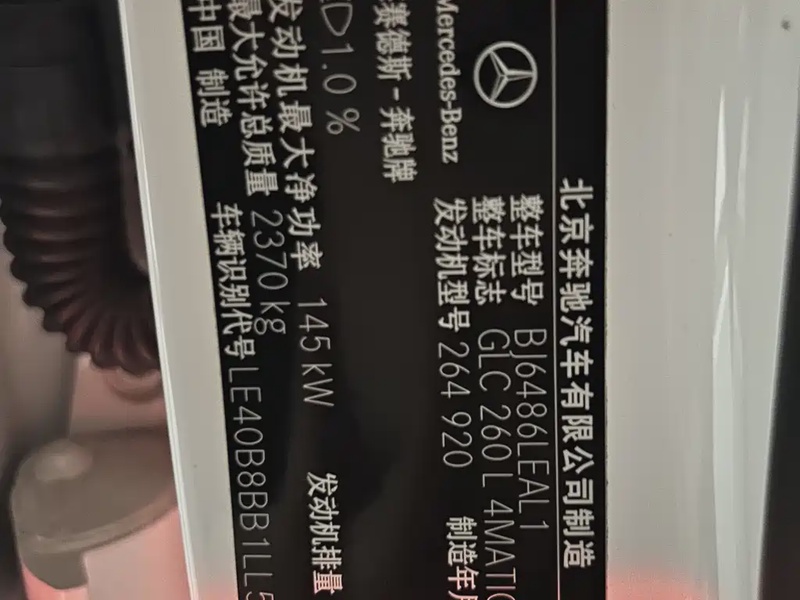 北京奔驰汽车有限公司制造
Mercedes-Benz
整车型号 BJ6486LEAL1
整车标志 GLC 260 L 4MATIC
发动机型号 264 920 制造年月
赛德斯-奔驰牌
1.0 %
发动机最大净功率 145 kW 发动机排量
最大允许总质量 2370 kg
中国 制造 车辆识别代号 LE40B8BB1LL5